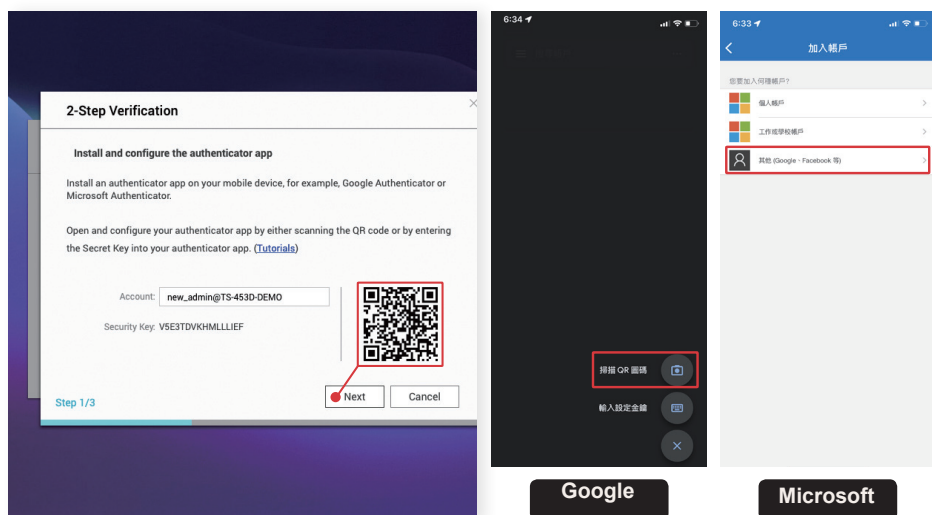 2-Step Verification
Install and configure the authenticator app
Install an authenticator app on your mobile device, for example, Google Authenticator or
Microsoft Authenticator.
Open and configure your authenticator app by either scanning the QR code or by entering
the Secret Key into your authenticator app. (Tutorials)
Account: new_admin@TS-453D-DEMO
Security Key: V5E3TDVKHMLLLIEF
Step 1/3
Next
Cancel
6:34
掃描 QR 圖碼
輸入設定金鑰
Google
6:33
加入帳戶
您要加入何種帳戶?
個人帳戶
工作或學校帳戶
其他 (Google、Facebook 等)
Microsoft